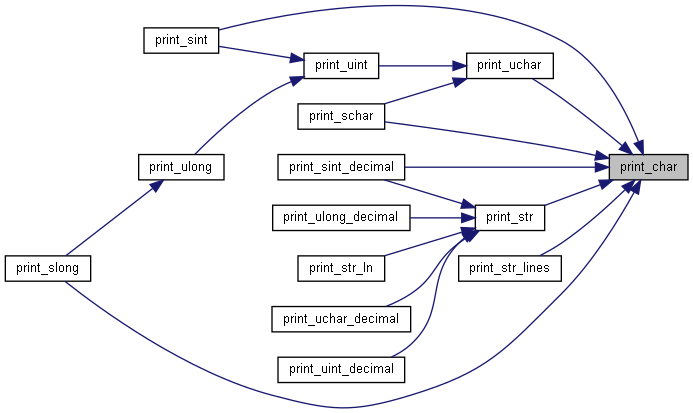 print_sint
print_uint
print_uchar
print_schar
print_ulong
print_sint_decimal
print_char
print_ulong_decimal
print_str
print_slong
print_str_ln
print_str_lines
print_uchar_decimal
print_uint_decimal